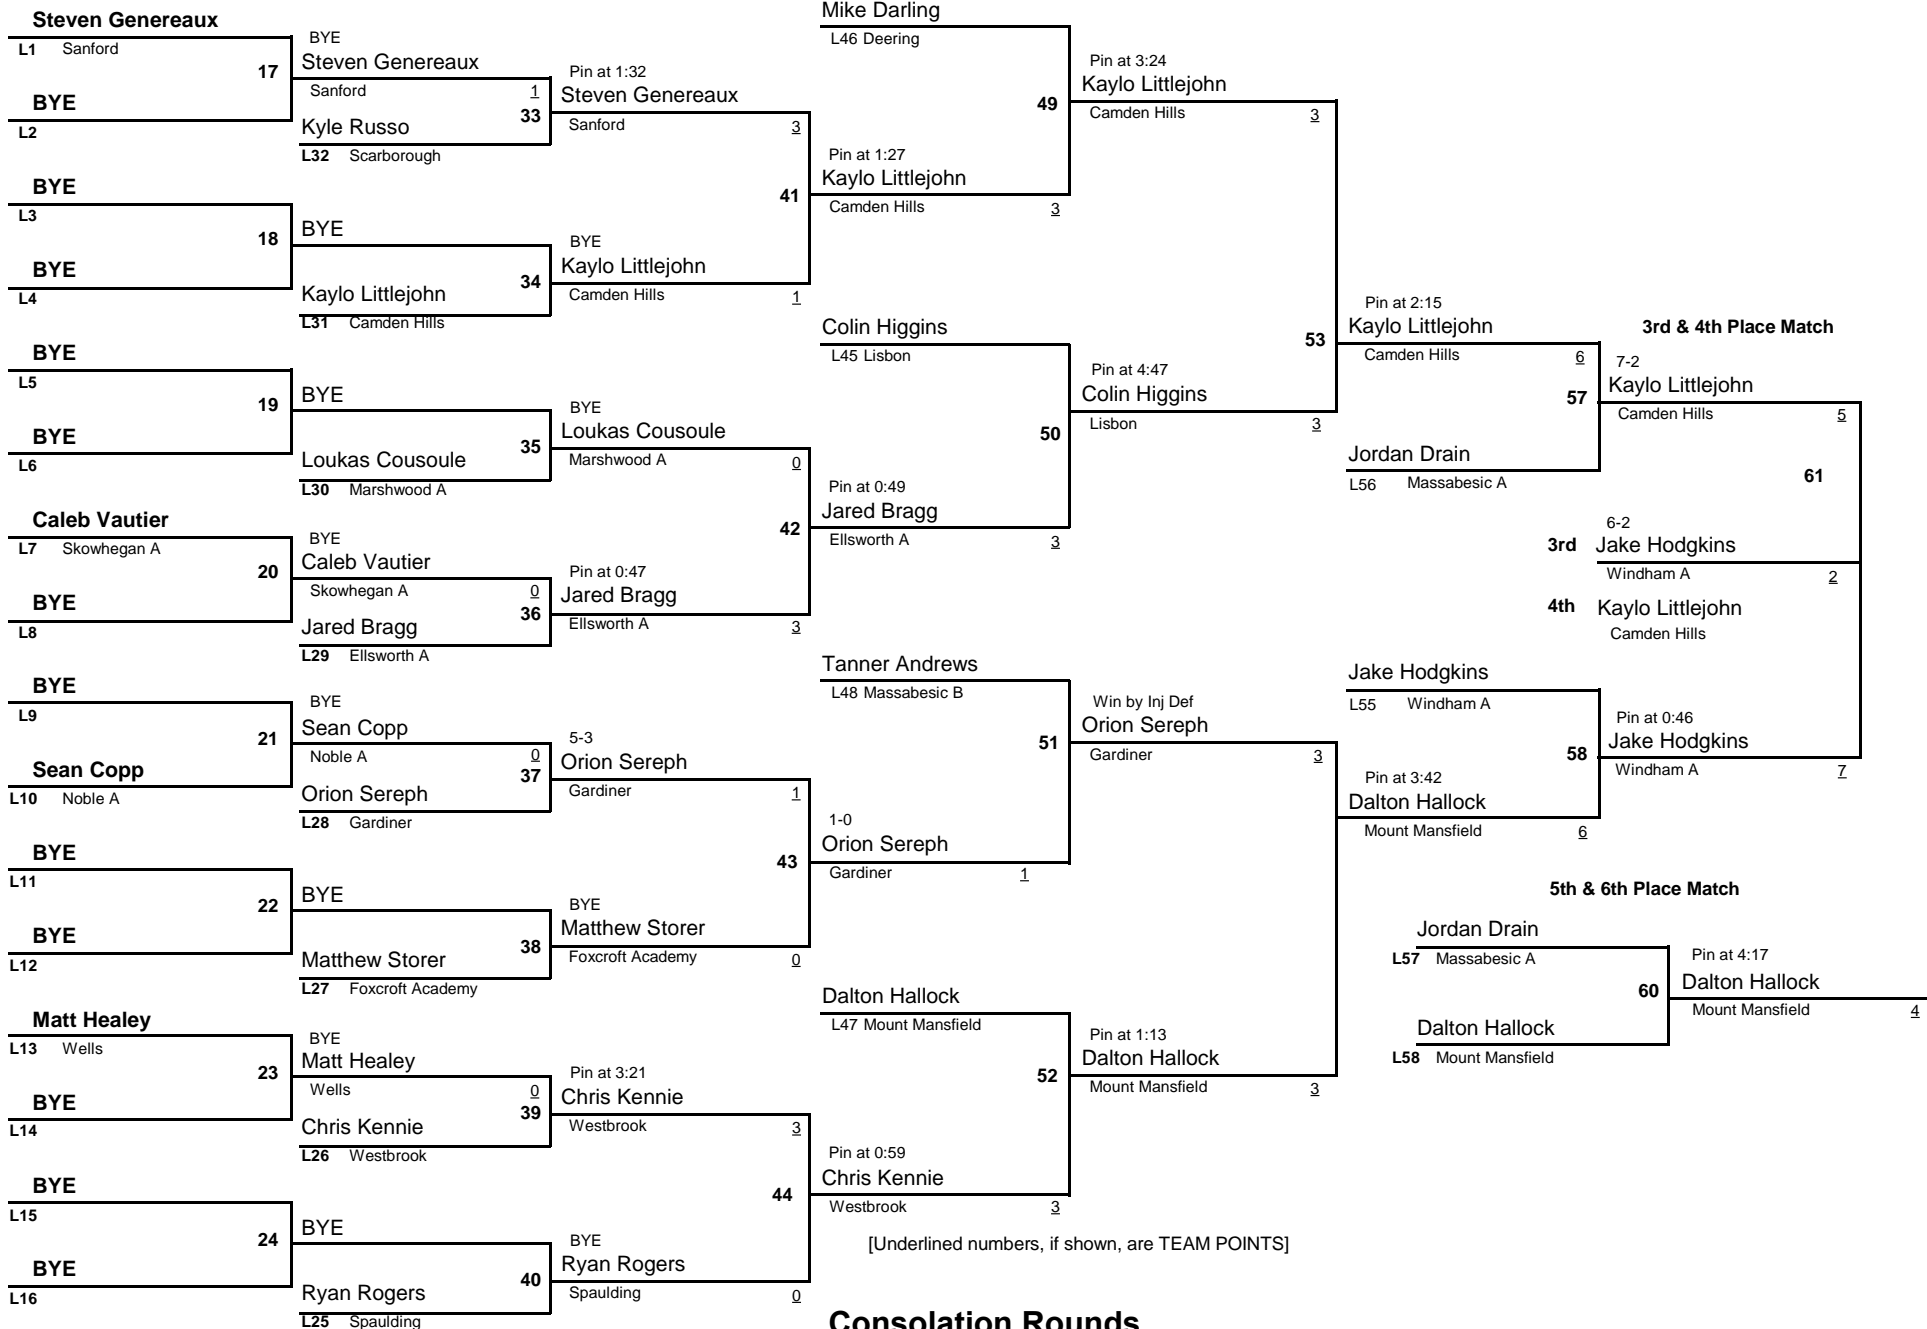 Steven Genereaux
L1 Sanford
17
BYE
L2
BYE
L3
18
BYE
L4
BYE
L5
19
BYE
L6
Caleb Vautier
L7 Skowhegan A
20
BYE
L8
BYE
L9
21
Sean Copp
L10 Noble A
BYE
L11
22
BYE
L12
Matt Healey
L13 Wells
23
BYE
L14
BYE
L15
24
BYE
L16
BYE
Steven Genereaux
Sanford 1
33
Kyle Russo
L32 Scarborough
BYE
34
Kaylo Littlejohn
L31 Camden Hills
BYE
35
Loukas Cousoule
L30 Marshwood A
BYE
Caleb Vautier
Skowhegan A 0
36
Jared Bragg
L29 Ellsworth A
BYE
Sean Copp
Noble A 0
37
Orion Sereph
L28 Gardiner
BYE
38
Matthew Storer
L27 Foxcroft Academy
BYE
Matt Healey
Wells 0
39
Chris Kennie
L26 Westbrook
BYE
40
Ryan Rogers
L25 Spaulding
Pin at 1:32
Steven Genereaux
Sanford 3
41
BYE
Kaylo Littlejohn
Camden Hills 1
BYE
Loukas Cousoule
Marshwood A 0
42
Pin at 0:47
Jared Bragg
Ellsworth A 3
5-3
Orion Sereph
Gardiner 1
43
BYE
Matthew Storer
Foxcroft Academy 0
Pin at 3:21
Chris Kennie
Westbrook 3
44
BYE
Ryan Rogers
Spaulding 0
Mike Darling
L46 Deering
49
Pin at 1:27
Kaylo Littlejohn
Camden Hills 3
Colin Higgins
L45 Lisbon
50
Pin at 0:49
Jared Bragg
Ellsworth A 3
Tanner Andrews
L48 Massabesic B
51
1-0
Orion Sereph
Gardiner 1
Dalton Hallock
L47 Mount Mansfield
52
Pin at 0:59
Chris Kennie
Westbrook 3
Pin at 3:24
Kaylo Littlejohn
Camden Hills 3
53
Pin at 4:47
Colin Higgins
Lisbon 3
Win by Inj Def
Orion Sereph
Gardiner 3
Pin at 1:13
Dalton Hallock
Mount Mansfield 3
Pin at 2:15
Kaylo Littlejohn
Camden Hills 6
57
Jordan Drain
L56 Massabesic A
Jake Hodgkins
L55 Windham A
58
Pin at 3:42
Dalton Hallock
Mount Mansfield 6
3rd & 4th Place Match
7-2
Kaylo Littlejohn
Camden Hills 5
61
6-2
3rd Jake Hodgkins
Windham A 2
4th Kaylo Littlejohn
Camden Hills
Pin at 0:46
Jake Hodgkins
Windham A 7
5th & 6th Place Match
Jordan Drain
L57 Massabesic A
60
Dalton Hallock
L58 Mount Mansfield
Pin at 4:17
Dalton Hallock
Mount Mansfield 4
[Underlined numbers, if shown, are TEAM POINTS]
Consolation Rounds